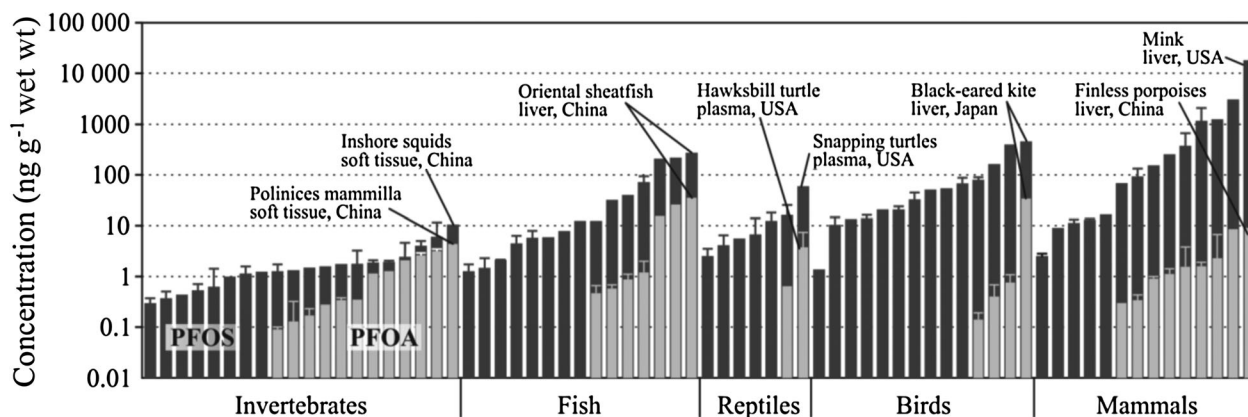 Concentration (ng g⁻¹ wet wt)
100 000
10 000
1000
100
10
1
0.1
0.01
PFOS
PFOA
Polinices mammilla
soft tissue, China
Inshore squids
soft tissue, China
Oriental sheatfish
liver, China
Hawksbill turtle
plasma, USA
Snapping turtles
plasma, USA
Black-eared kite
liver, Japan
Mink
liver, USA
Finless porpoises
liver, China
Invertebrates
Fish
Reptiles
Birds
Mammals